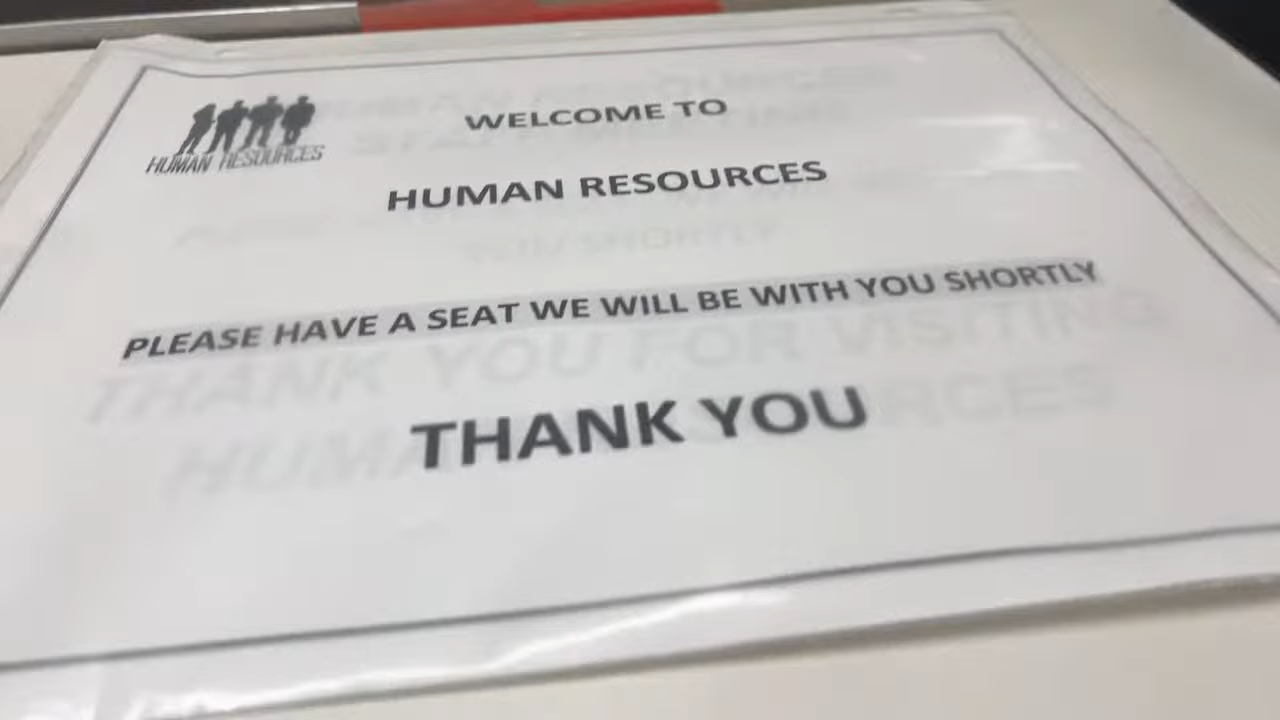 HUMAN RESOURCES
WELCOME TO
HUMAN RESOURCES
PLEASE HAVE A SEAT WE WILL BE WITH YOU SHORTLY
THANK YOU